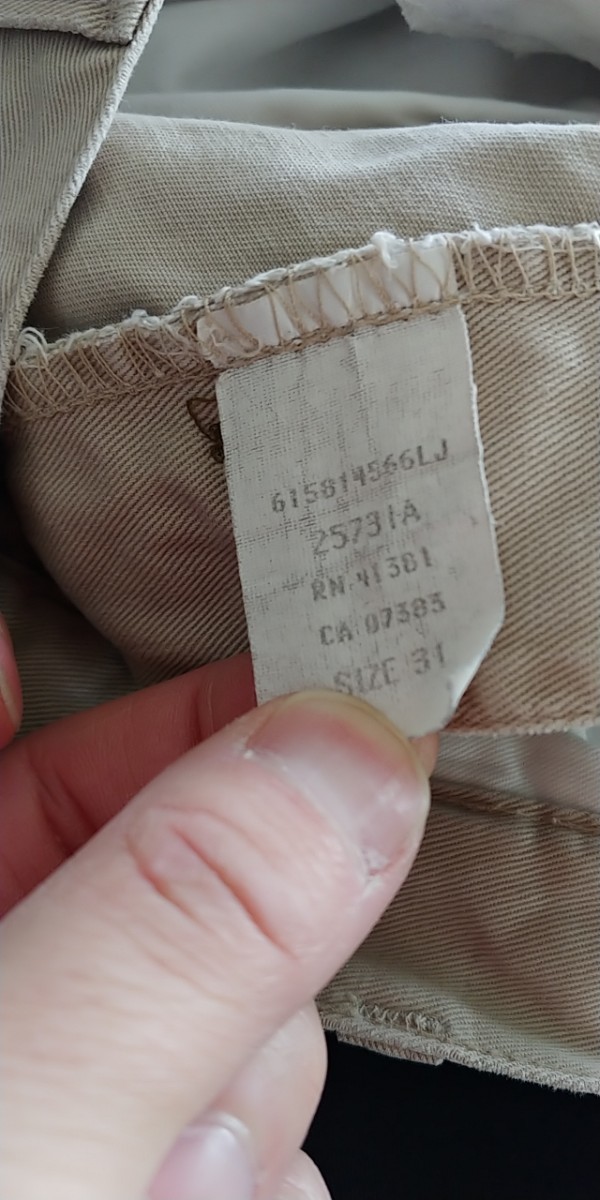 615814566LJ
25731A
RN 41381
CA 07383
SIZE 31